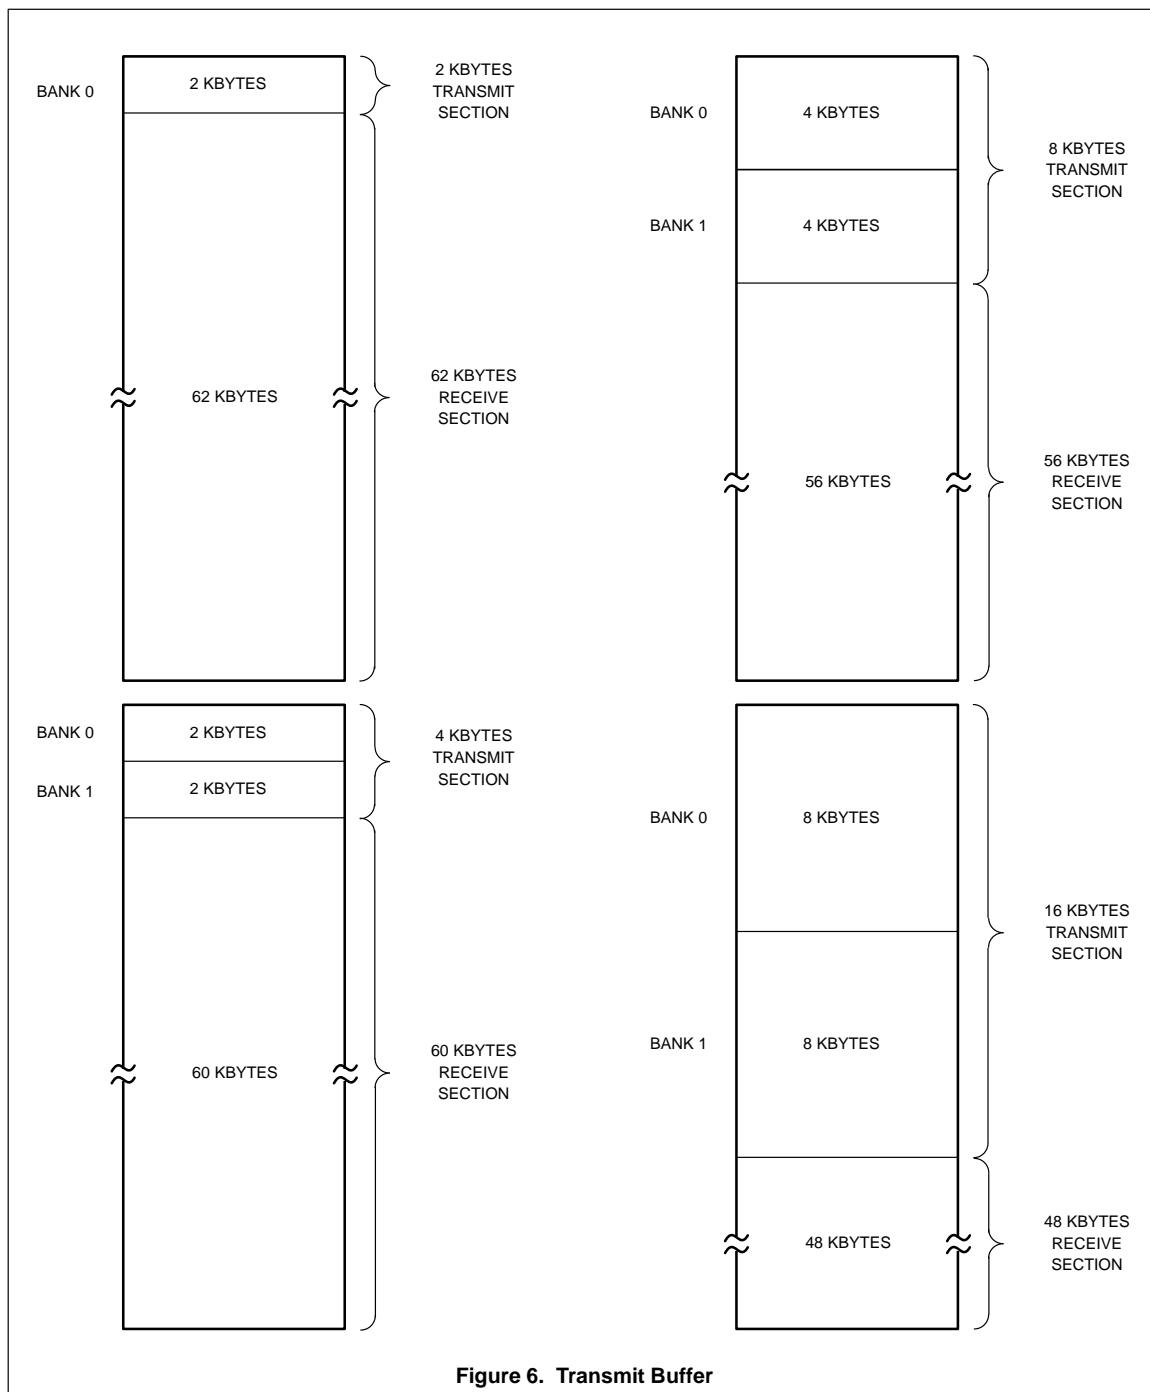 BANK 0
2 KBYTES
2 KBYTES
TRANSMIT
SECTION
62 KBYTES
62 KBYTES
RECEIVE
SECTION
BANK 0
4 KBYTES
BANK 1
4 KBYTES
8 KBYTES
TRANSMIT
SECTION
56 KBYTES
56 KBYTES
RECEIVE
SECTION
BANK 0
2 KBYTES
BANK 1
2 KBYTES
4 KBYTES
TRANSMIT
SECTION
60 KBYTES
60 KBYTES
RECEIVE
SECTION
BANK 0
8 KBYTES
BANK 1
8 KBYTES
16 KBYTES
TRANSMIT
SECTION
48 KBYTES
48 KBYTES
RECEIVE
SECTION
Figure 6. Transmit Buffer